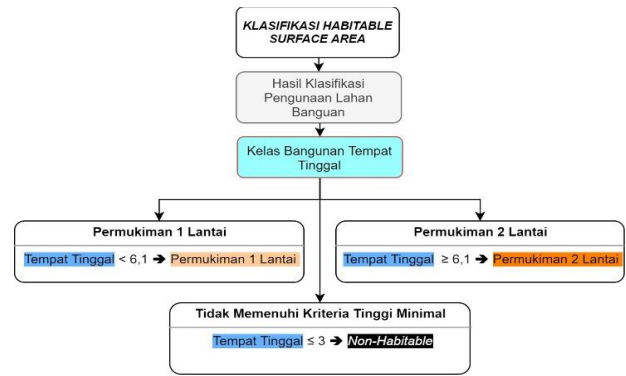 KLASIFIKASI HABITABLE
SURFACE AREA
Hasil Klasifikasi
Pengunaan Lahan
Banguan
Kelas Bangunan Tempat
Tinggal
Permukiman 1 Lantai
Tempat Tinggal < 6,1 ➔ Permukiman 1 Lantai
Permukiman 2 Lantai
Tempat Tinggal ≥ 6,1 ➔ Permukiman 2 Lantai
Tidak Memenuhi Kriteria Tinggi Minimal
Tempat Tinggal ≤ 3 ➔ Non-Habitable